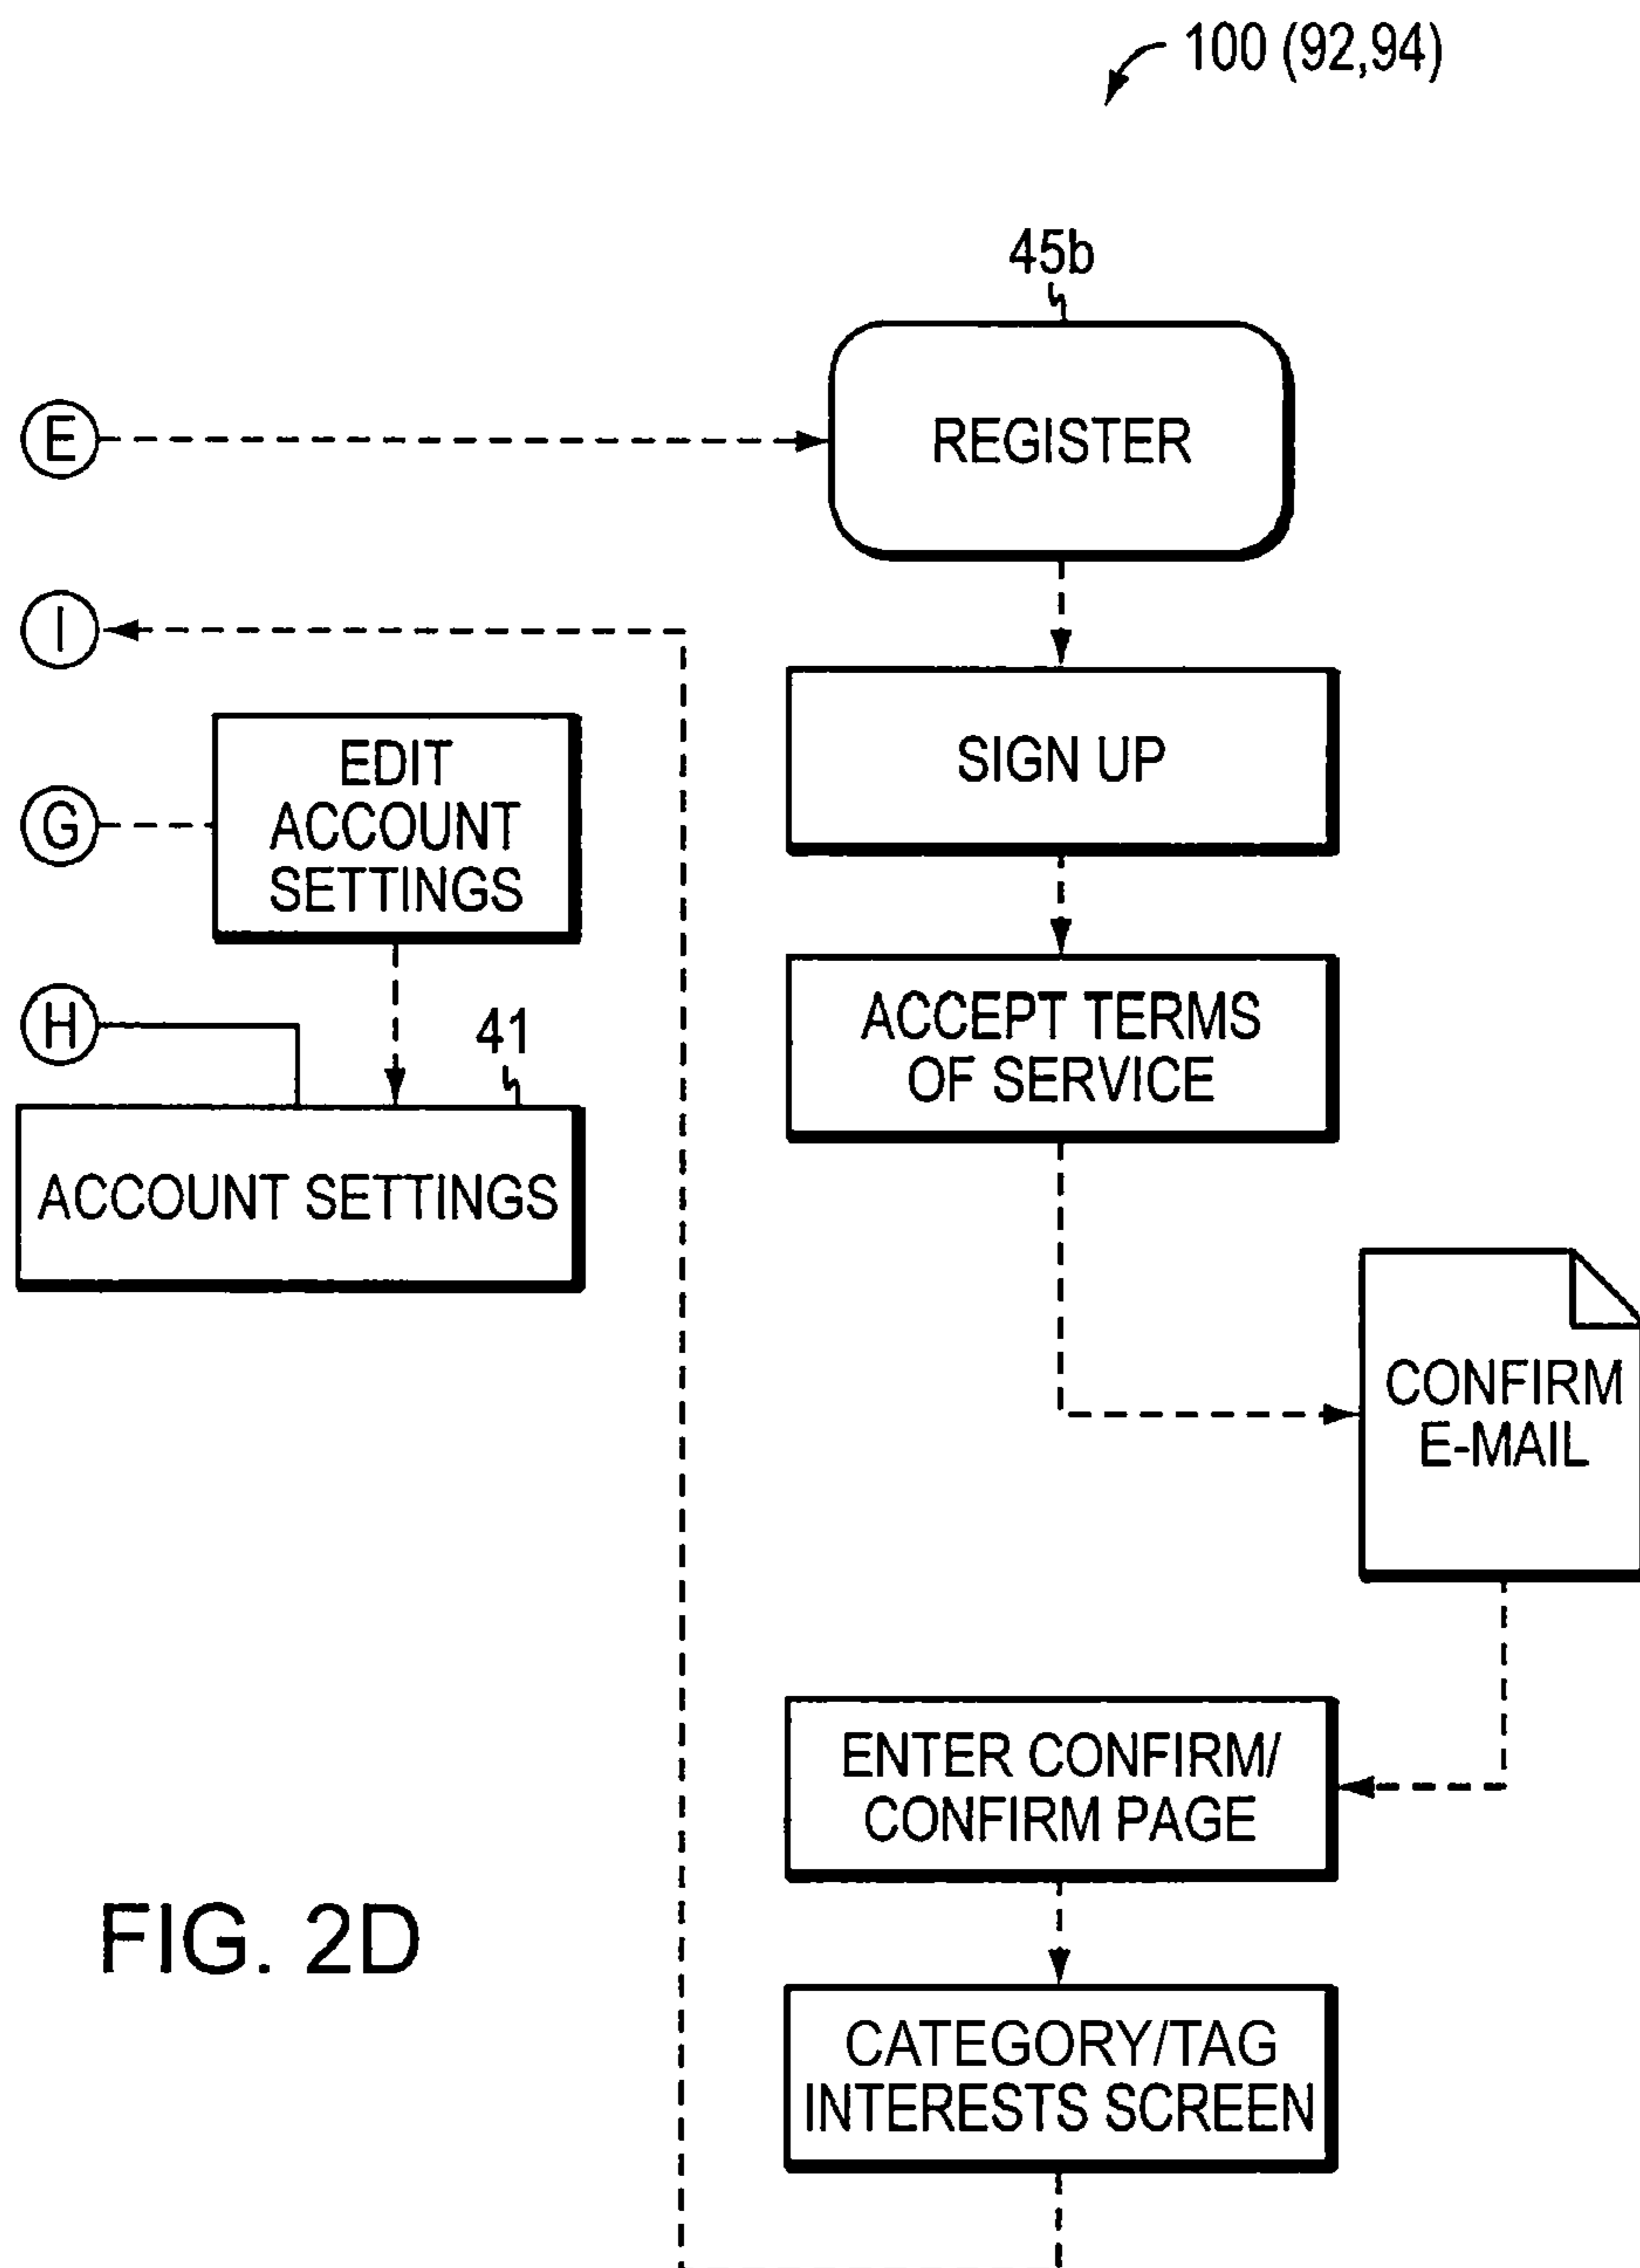 100 (92,94)
45b
E
REGISTER
I
SIGN UP
EDIT
ACCOUNT
SETTINGS
G
H
41
ACCOUNT SETTINGS
ACCEPT TERMS
OF SERVICE
CONFIRM
E-MAIL
ENTER CONFIRM/
CONFIRM PAGE
CATEGORY/TAG
INTERESTS SCREEN
FIG. 2D